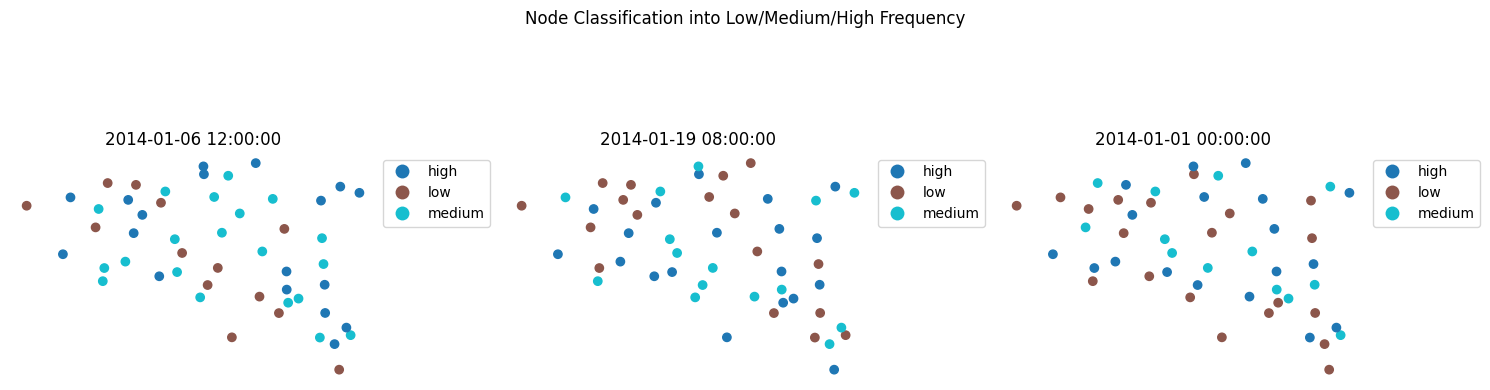 Node Classification into Low/Medium/High Frequency
2014-01-06 12:00:00
high
low
medium
2014-01-19 08:00:00
high
low
medium
2014-01-01 00:00:00
high
low
medium